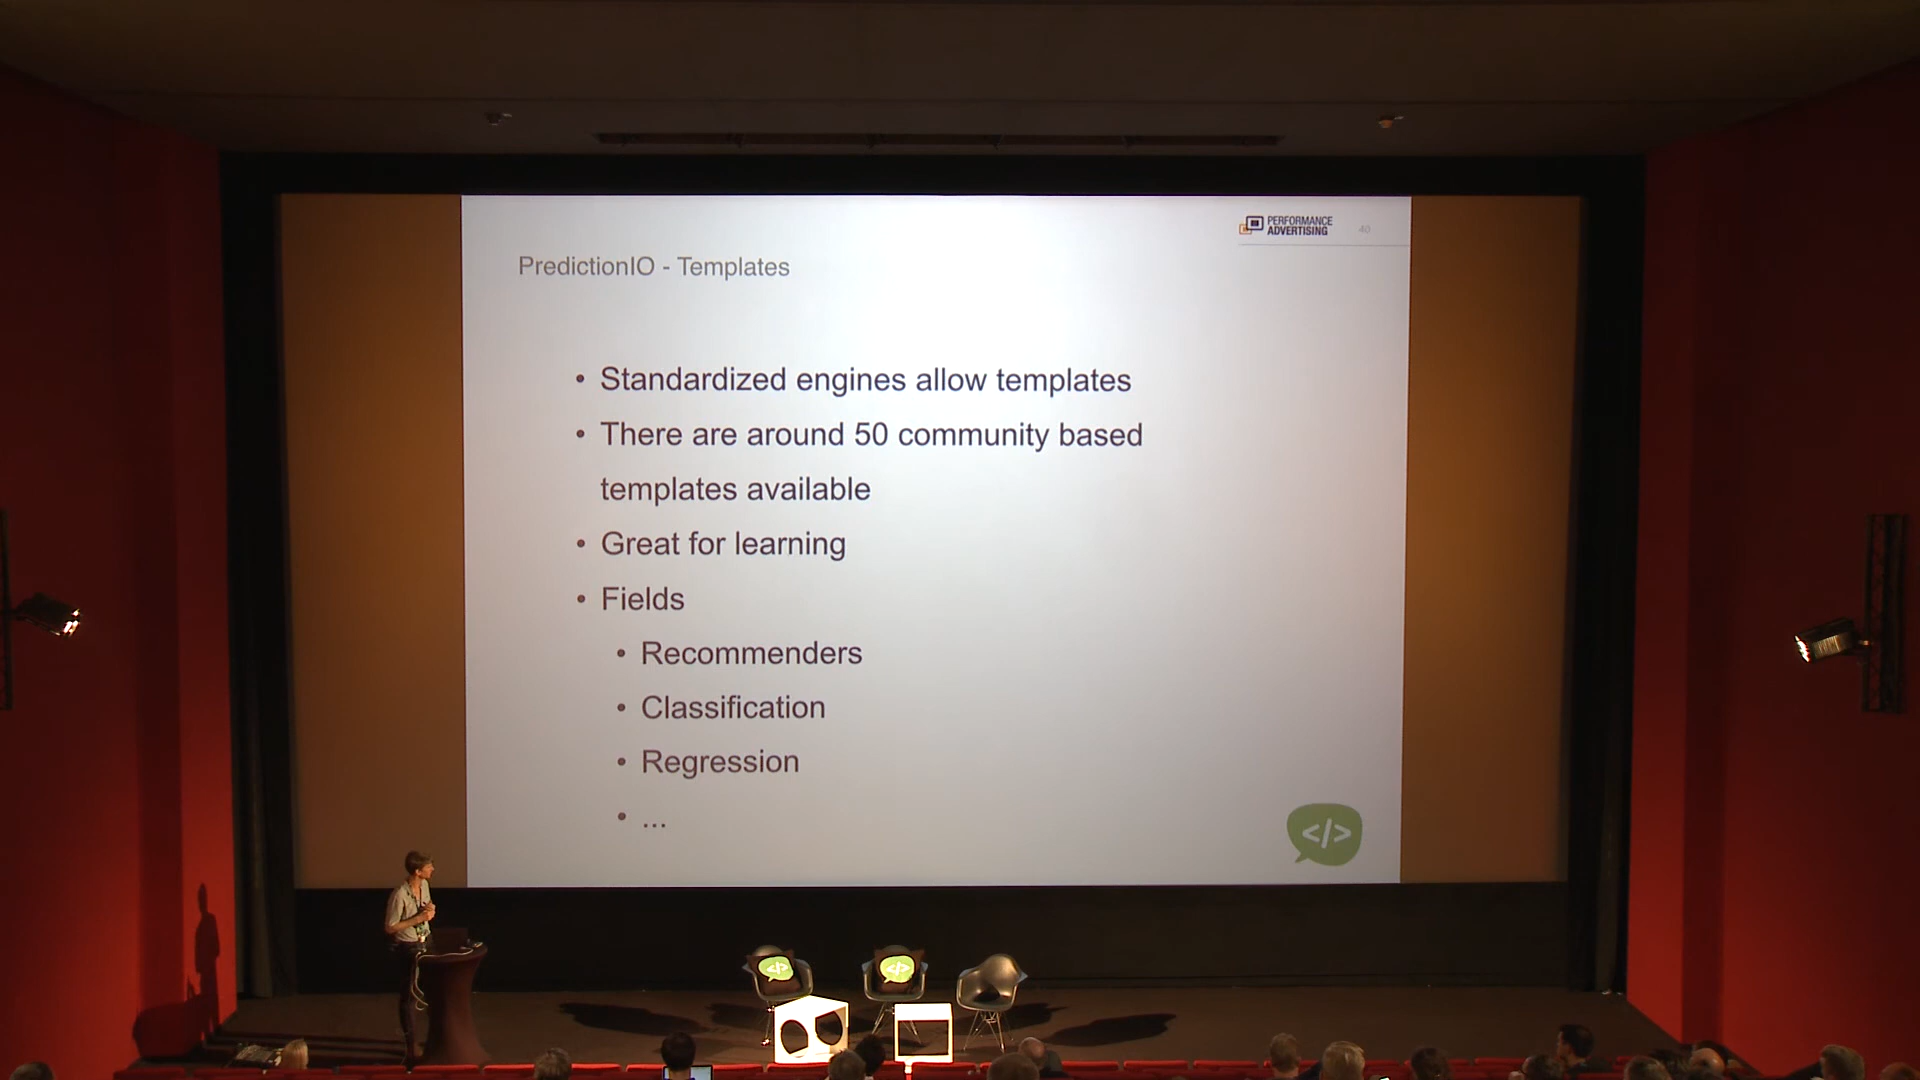 PERFORMANCE
ADVERTISING
40
PredictionIO - Templates
• Standardized engines allow templates
• There are around 50 community based
templates available
• Great for learning
• Fields
• Recommenders
• Classification
• Regression
• ...
</>
</> </>